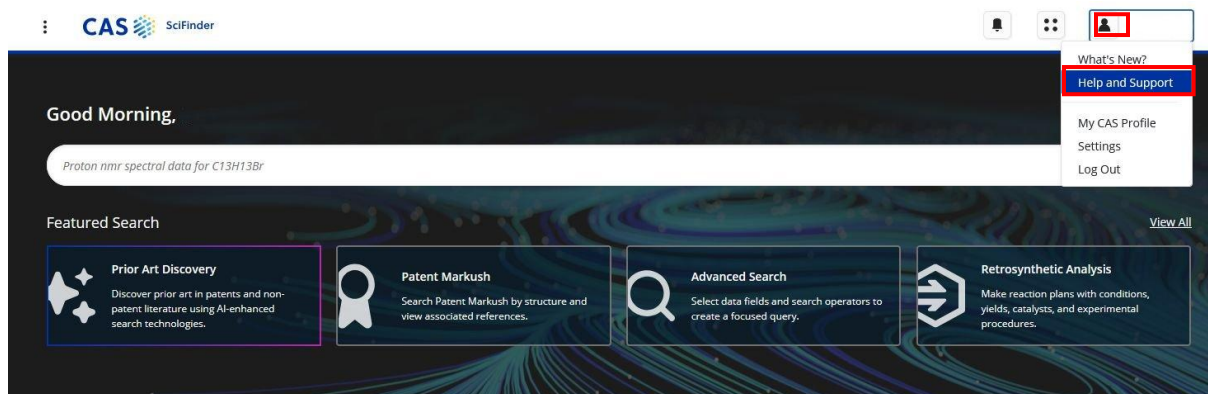 CAS SciFinder
What's New?
Help and Support
My CAS Profile
Settings
Log Out
Good Morning,
Proton nmr spectral data for C13H13Br
Featured Search
View All
Prior Art Discovery
Discover prior art in patents and non-
patent literature using AI-enhanced
search technologies.
Patent Markush
Search Patent Markush by structure and
view associated references.
Advanced Search
Select data fields and search operators to
create a focused query.
Retrosynthetic Analysis
Make reaction plans with conditions,
yields, catalysts, and experimental
procedures.